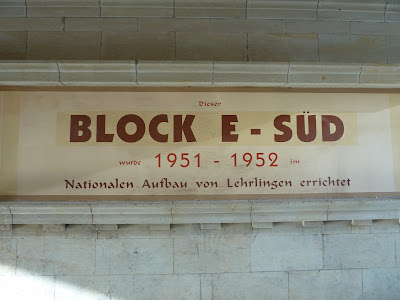 Dieser
BLOCK E - SÜD
wurde 1951 - 1952 im
Nationalen Aufbau von Lehrlingen errichtet